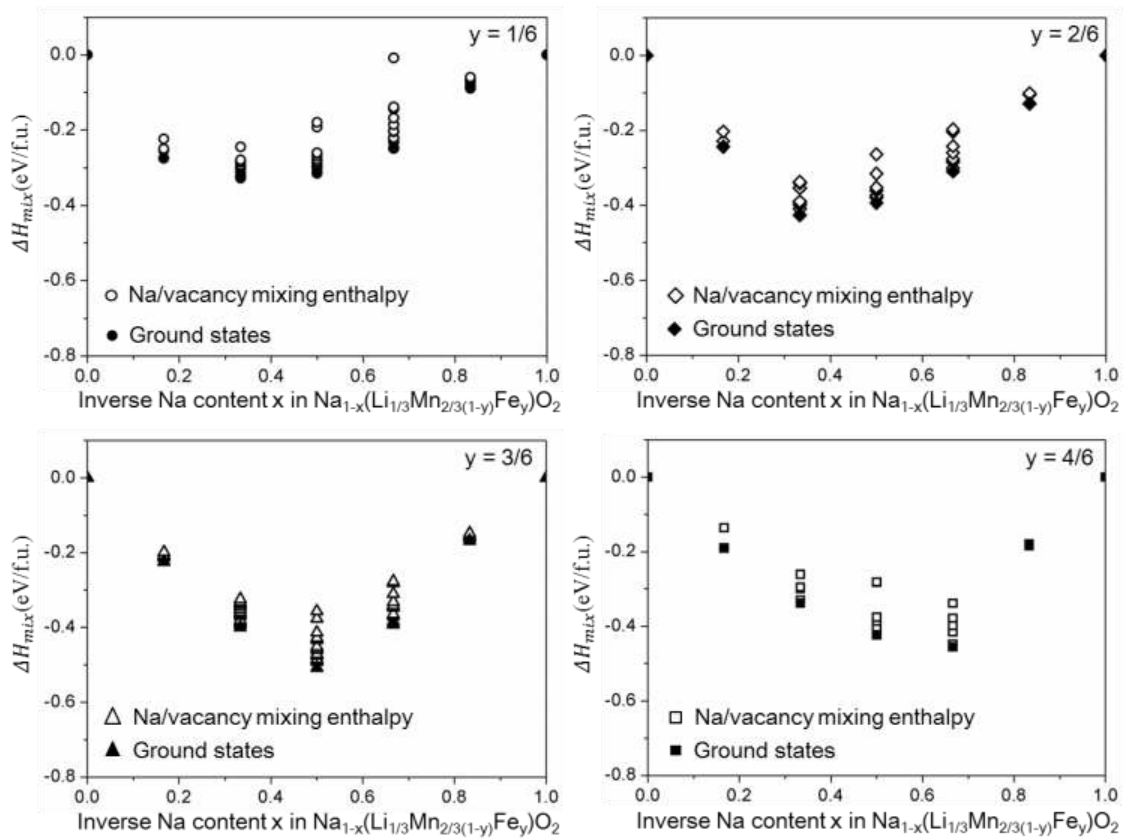 y = 1/6
0.0
-0.2
-0.4
-0.6
-0.8
ΔH_mix(eV/f.u.)
Na/vacancy mixing enthalpy
Ground states
0.0 0.2 0.4 0.6 0.8 1.0
Inverse Na content x in Na₁₋ₓ(Li₁/₃Mn₂/₃(₁₋y)Fey)O₂
y = 2/6
0.0
-0.2
-0.4
-0.6
-0.8
ΔH_mix(eV/f.u.)
Na/vacancy mixing enthalpy
Ground states
0.0 0.2 0.4 0.6 0.8 1.0
Inverse Na content x in Na₁₋ₓ(Li₁/₃Mn₂/₃(₁₋y)Fey)O₂
y = 3/6
0.0
-0.2
-0.4
-0.6
-0.8
ΔH_mix(eV/f.u.)
Na/vacancy mixing enthalpy
Ground states
0.0 0.2 0.4 0.6 0.8 1.0
Inverse Na content x in Na₁₋ₓ(Li₁/₃Mn₂/₃(₁₋y)Fey)O₂
y = 4/6
0.0
-0.2
-0.4
-0.6
-0.8
ΔH_mix(eV/f.u.)
Na/vacancy mixing enthalpy
Ground states
0.0 0.2 0.4 0.6 0.8 1.0
Inverse Na content x in Na₁₋ₓ(Li₁/₃Mn₂/₃(₁₋y)Fey)O₂